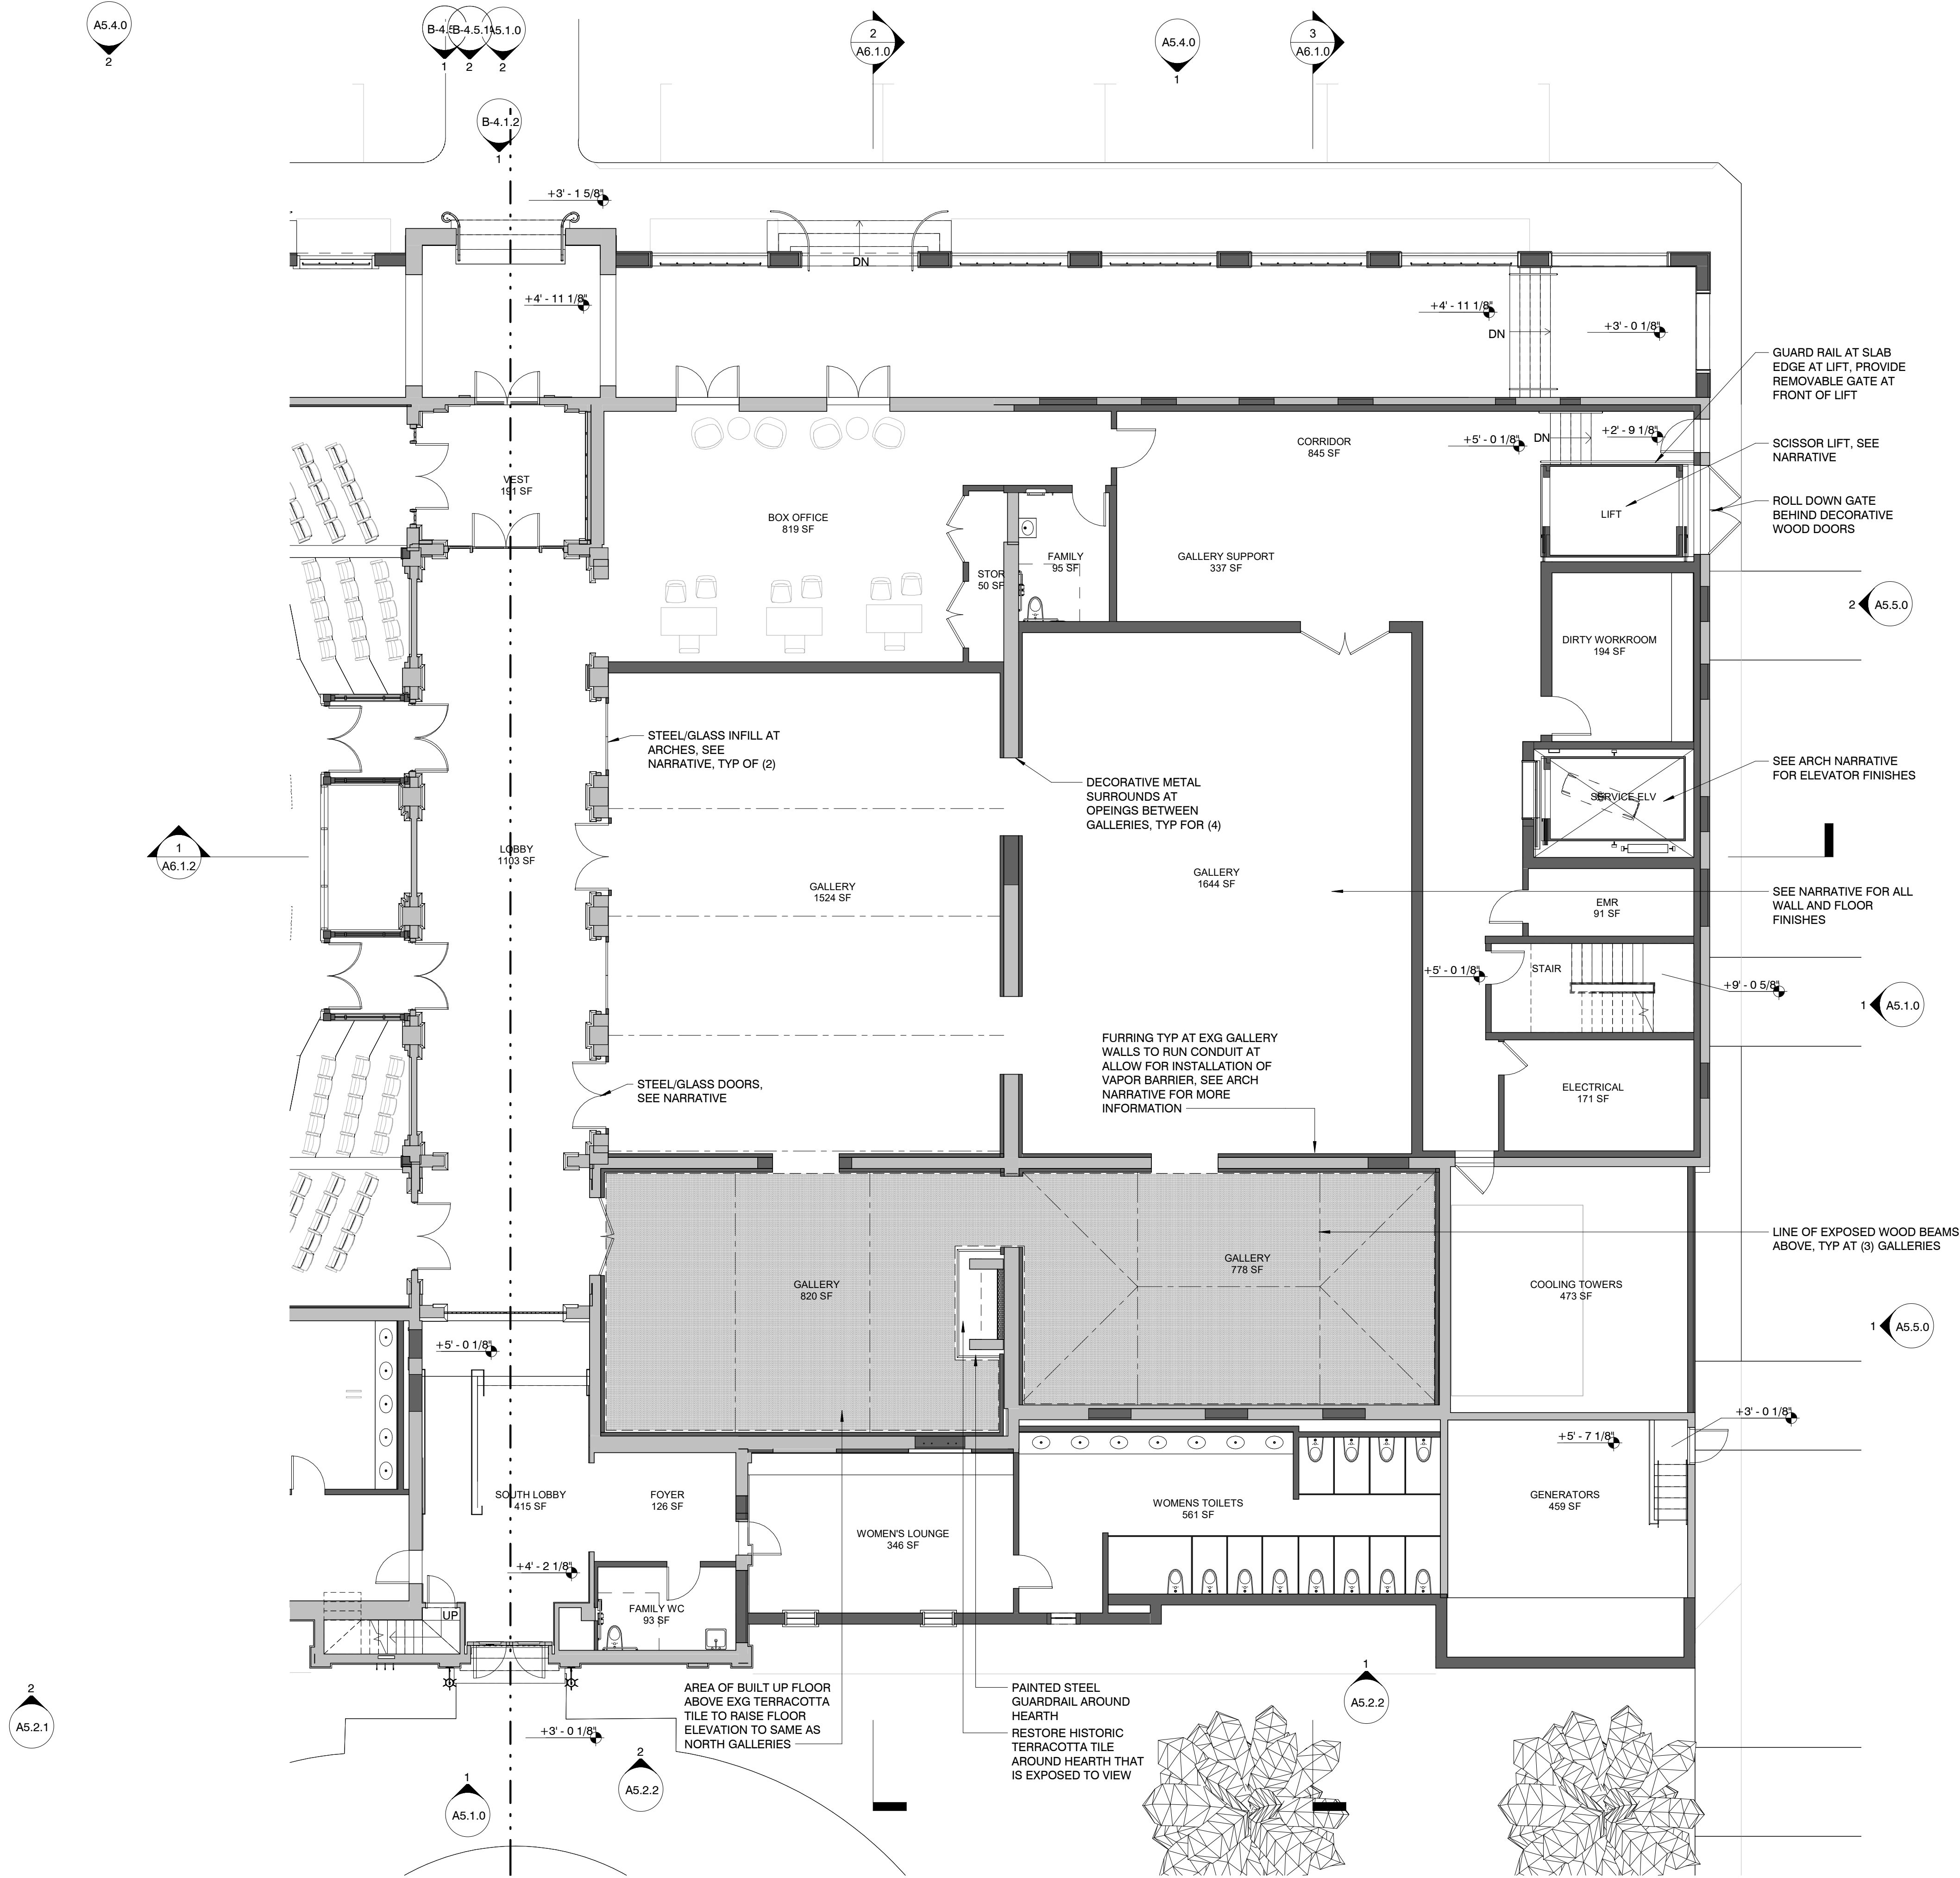 A5.4.0
2
B-4.5
1
B-4.5.1
2
A5.1.0
2
2
A6.1.0
A5.4.0
1
3
A6.1.0
B-4.1.2
1
+3' - 1 5/8"
DN
+4' - 11 1/8"
+4' - 11 1/8"
DN
+3' - 0 1/8"
GUARD RAIL AT SLAB
EDGE AT LIFT, PROVIDE
REMOVABLE GATE AT
FRONT OF LIFT
CORRIDOR
845 SF
+5' - 0 1/8"
DN
+2' - 9 1/8"
SCISSOR LIFT, SEE
NARRATIVE
VEST
191 SF
BOX OFFICE
819 SF
LIFT
ROLL DOWN GATE
BEHIND DECORATIVE
WOOD DOORS
STOR
50 SF
FAMILY
95 SF
GALLERY SUPPORT
337 SF
2
A5.5.0
DIRTY WORKROOM
194 SF
STEEL/GLASS INFILL AT
ARCHES, SEE
NARRATIVE, TYP OF (2)
DECORATIVE METAL
SURROUNDS AT
OPEINGS BETWEEN
GALLERIES, TYP FOR (4)
SEE ARCH NARRATIVE
FOR ELEVATOR FINISHES
SERVICE ELV
1
A6.1.2
LOBBY
1103 SF
GALLERY
1524 SF
GALLERY
1644 SF
SEE NARRATIVE FOR ALL
WALL AND FLOOR
FINISHES
EMR
91 SF
+5' - 0 1/8"
STAIR
+9' - 0 5/8"
1
A5.1.0
FURRING TYP AT EXG GALLERY
WALLS TO RUN CONDUIT AT
ALLOW FOR INSTALLATION OF
VAPOR BARRIER, SEE ARCH
NARRATIVE FOR MORE
INFORMATION
STEEL/GLASS DOORS,
SEE NARRATIVE
ELECTRICAL
171 SF
LINE OF EXPOSED WOOD BEAMS
ABOVE, TYP AT (3) GALLERIES
GALLERY
820 SF
GALLERY
778 SF
COOLING TOWERS
473 SF
1
A5.5.0
+5' - 0 1/8"
+3' - 0 1/8"
+5' - 7 1/8"
SOUTH LOBBY
415 SF
FOYER
126 SF
WOMEN'S LOUNGE
346 SF
WOMENS TOILETS
561 SF
GENERATORS
459 SF
+4' - 2 1/8"
UP
FAMILY WC
93 SF
AREA OF BUILT UP FLOOR
ABOVE EXG TERRACOTTA
TILE TO RAISE FLOOR
ELEVATION TO SAME AS
NORTH GALLERIES
PAINTED STEEL
GUARDRAIL AROUND
HEARTH
RESTORE HISTORIC
TERRACOTTA TILE
AROUND HEARTH THAT
IS EXPOSED TO VIEW
1
A5.2.2
2
A5.2.1
+3' - 0 1/8"
2
A5.2.2
1
A5.1.0